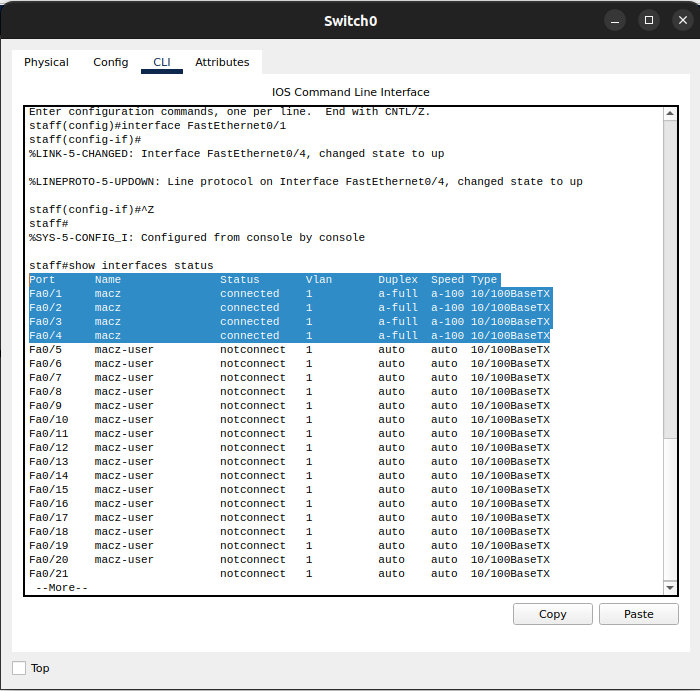 Switch0
Physical Config CLI Attributes
IOS Command Line Interface
Enter configuration commands, one per line.  End with CNTL/Z.
staff(config)#interface FastEthernet0/1
staff(config-if)#
%LINK-5-CHANGED: Interface FastEthernet0/4, changed state to up
%LINEPROTO-5-UPDOWN: Line protocol on Interface FastEthernet0/4, changed state to up
staff(config-if)#^Z
staff#
%SYS-5-CONFIG_I: Configured from console by console
staff#show interfaces status
Port      Name               Status       Vlan       Duplex  Speed Type
Fa0/1     macz               connected    1          a-full  a-100 10/100BaseTX
Fa0/2     macz               connected    1          a-full  a-100 10/100BaseTX
Fa0/3     macz               connected    1          a-full  a-100 10/100BaseTX
Fa0/4     macz               connected    1          a-full  a-100 10/100BaseTX
Fa0/5     macz-user          notconnect   1          auto    auto  10/100BaseTX
Fa0/6     macz-user          notconnect   1          auto    auto  10/100BaseTX
Fa0/7     macz-user          notconnect   1          auto    auto  10/100BaseTX
Fa0/8     macz-user          notconnect   1          auto    auto  10/100BaseTX
Fa0/9     macz-user          notconnect   1          auto    auto  10/100BaseTX
Fa0/10    macz-user          notconnect   1          auto    auto  10/100BaseTX
Fa0/11    macz-user          notconnect   1          auto    auto  10/100BaseTX
Fa0/12    macz-user          notconnect   1          auto    auto  10/100BaseTX
Fa0/13    macz-user          notconnect   1          auto    auto  10/100BaseTX
Fa0/14    macz-user          notconnect   1          auto    auto  10/100BaseTX
Fa0/15    macz-user          notconnect   1          auto    auto  10/100BaseTX
Fa0/16    macz-user          notconnect   1          auto    auto  10/100BaseTX
Fa0/17    macz-user          notconnect   1          auto    auto  10/100BaseTX
Fa0/18    macz-user          notconnect   1          auto    auto  10/100BaseTX
Fa0/19    macz-user          notconnect   1          auto    auto  10/100BaseTX
Fa0/20    macz-user          notconnect   1          auto    auto  10/100BaseTX
Fa0/21                       notconnect   1          auto    auto  10/100BaseTX
--More--
Copy Paste
Top